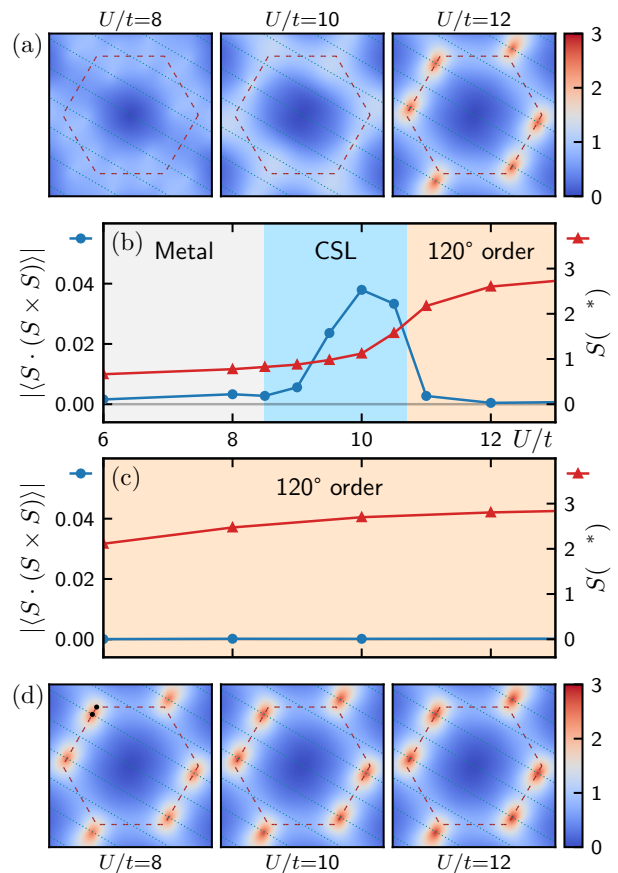 U/t=8 U/t=10 U/t=12
(a)
3
2
1
0
(b) Metal CSL 120° order
|⟨S · (S × S)⟩|
0.04
0.02
0.00
3
2
1
0
S( *)
6 8 10 12 U/t
(c) 120° order
|⟨S · (S × S)⟩|
0.04
0.02
0.00
3
2
1
0
S( *)
(d)
3
2
1
0
U/t=8 U/t=10 U/t=12